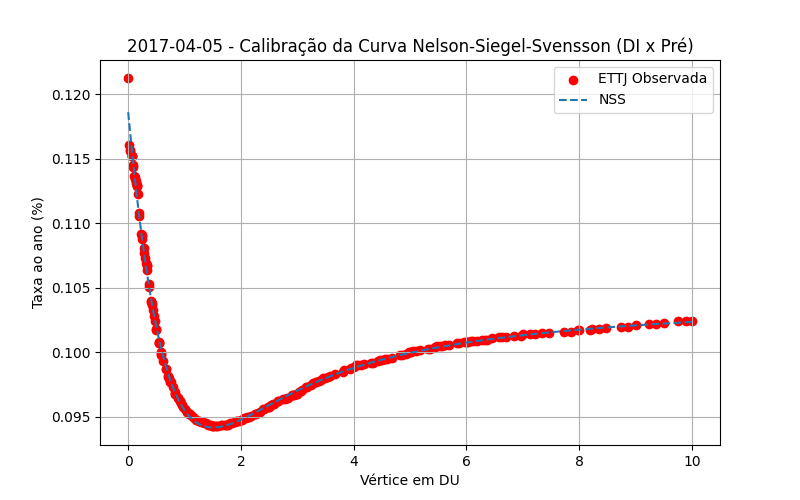 2017-04-05 - Calibração da Curva Nelson-Siegel-Svensson (DI x Pré)
ETTJ Observada
NSS
0.120
0.115
0.110
0.105
0.100
0.095
Taxa ao ano (%)
0 2 4 6 8 10
Vértice em DU